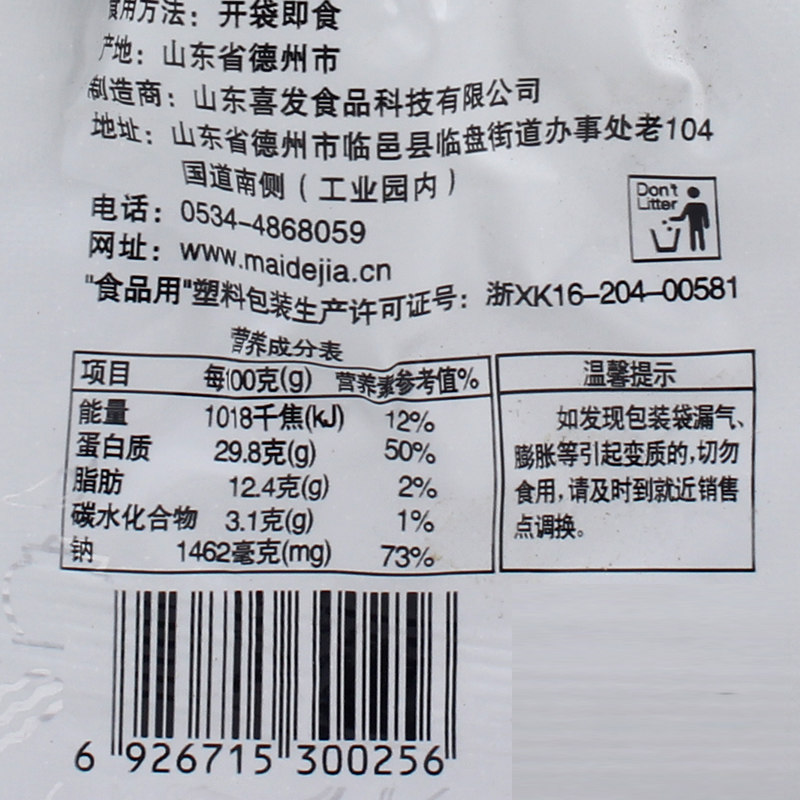 食用方法：开袋即食
产地：山东省德州市
制造商：山东喜发食品科技有限公司
地址：山东省德州市临邑县临盘街道办事处老104
国道南侧（工业园内）
Don't
Litter
电话：0534-4868059
网址：www.maidejia.cn
"食品用"塑料包装生产许可证号：浙XK16-204-00581
营养成分表
项目 每100克(g) 营养素参考值%
能量 1018千焦(kJ) 12%
蛋白质 29.8克(g) 50%
脂肪 12.4克(g) 2%
碳水化合物 3.1克(g) 1%
钠 1462毫克(mg) 73%
温馨提示
如发现包装袋漏气、
膨胀等引起变质的,切勿
食用,请及时到就近销售
点调换。
6 926715 300256